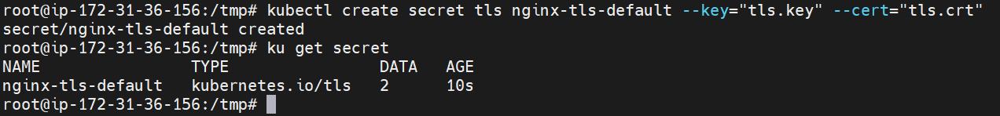 root@ip-172-31-36-156:/tmp# kubectl create secret tls nginx-tls-default --key="tls.key" --cert="tls.crt"
secret/nginx-tls-default created
root@ip-172-31-36-156:/tmp# ku get secret
NAME                TYPE                DATA   AGE
nginx-tls-default   kubernetes.io/tls   2      10s
root@ip-172-31-36-156:/tmp#